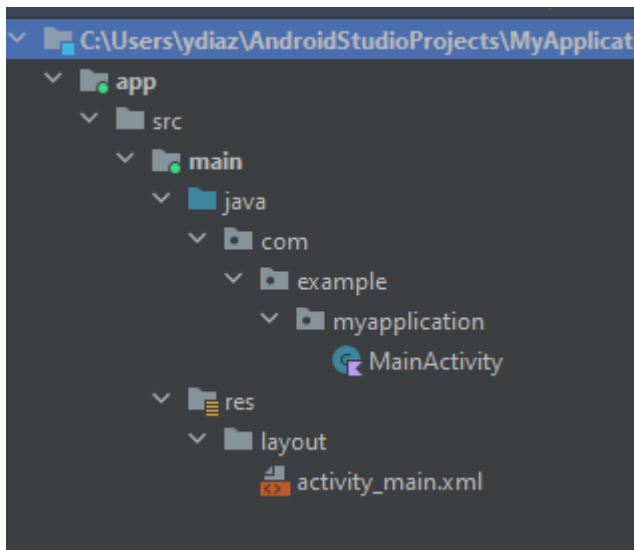 C:\Users\ydiaz\AndroidStudioProjects\MyApplicat
app
src
main
java
com
example
myapplication
MainActivity
res
layout
activity_main.xml